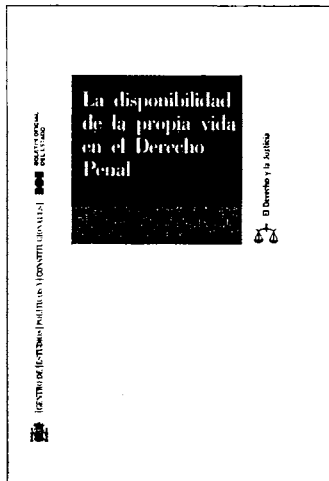 La disponibilidad
de la propia vida
en el Derecho
Penal
El Derecho y la Justicia
BOLETIN OFICIAL
DEL ESTADO
BOE
CENTRO DE ESTUDIOS POLITICOS Y CONSTITUCIONALES